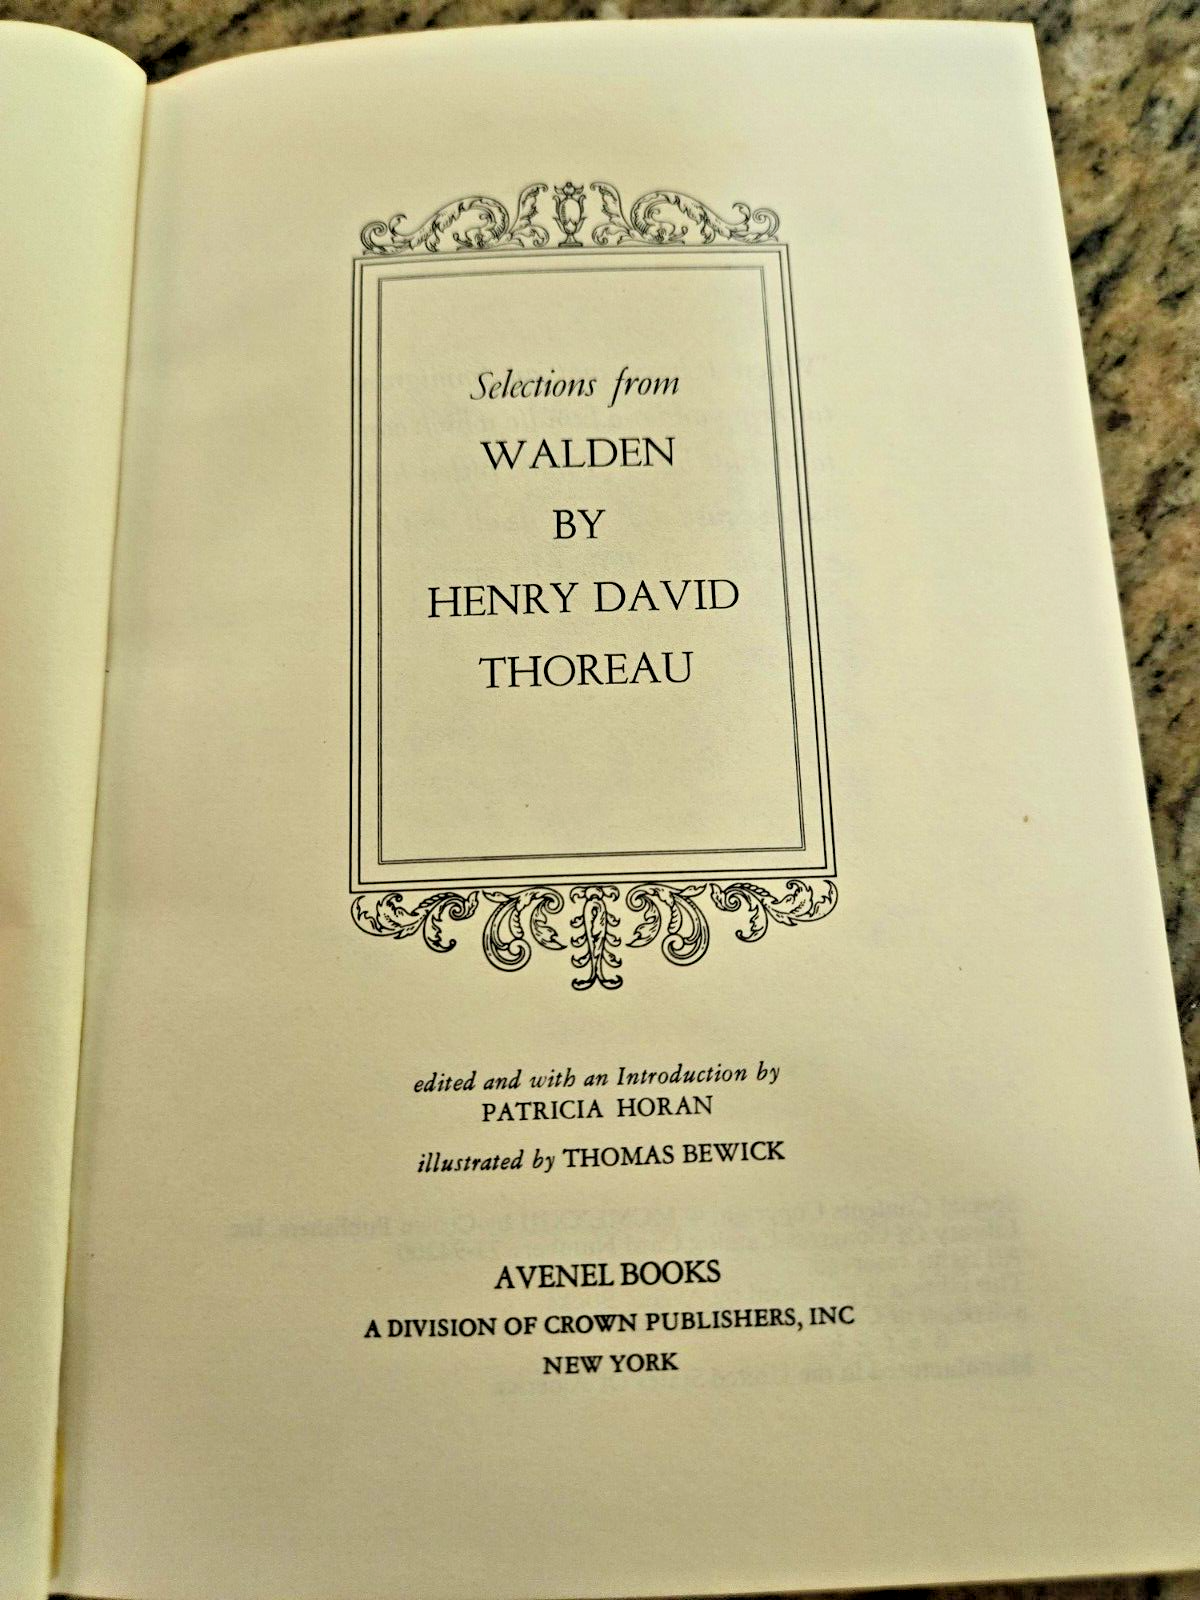 Selections from
WALDEN
BY
HENRY DAVID
THOREAU
edited and with an Introduction by
PATRICIA HORAN
illustrated by THOMAS BEWICK
AVENEL BOOKS
A DIVISION OF CROWN PUBLISHERS, INC
NEW YORK